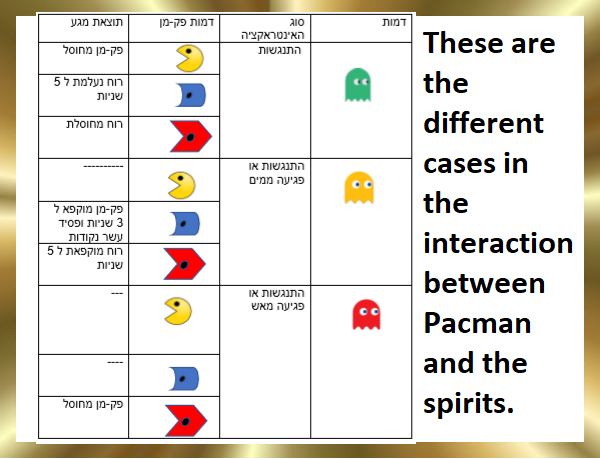 דמות
סוג
האינטראקציה
דמות פק-מן
תוצאת מגע
התנגשות
פק-מן מחוסל
רוח נעלמת ל 5
שניות
רוח מחוסלת
התנגשות או
פגיעה ממים
----------
פק-מן מוקפא ל
3 שניות ופסיד
עשר נקודות
רוח מוקפאת ל 5
שניות
התנגשות או
פגיעה מאש
---
----
פק-מן מחוסל
These are
the
different
cases in
the
interaction
between
Pacman
and the
spirits.